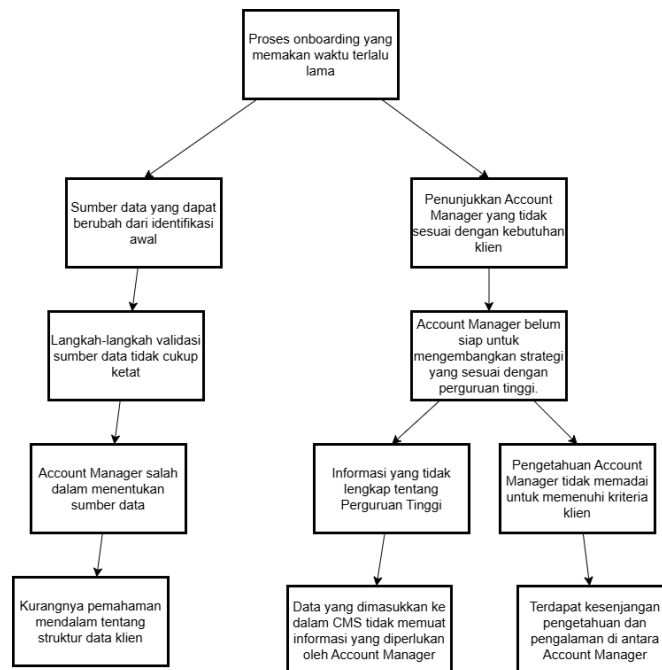 Proses onboarding yang
memakan waktu terlalu
lama
Sumber data yang dapat
berubah dari identifikasi
awal
Penunjukkan Account
Manager yang tidak
sesuai dengan kebutuhan
klien
Langkah-langkah validasi
sumber data tidak cukup
ketat
Account Manager belum
siap untuk
mengembangkan strategi
yang sesuai dengan
perguruan tinggi.
Account Manager salah
dalam menentukan
sumber data
Informasi yang tidak
lengkap tentang
Perguruan Tinggi
Pengetahuan Account
Manager tidak memadai
untuk memenuhi kriteria
klien
Kurangnya pemahaman
mendalam tentang
struktur data klien
Data yang dimasukkan ke
dalam CMS tidak memuat
informasi yang diperlukan
oleh Account Manager
Terdapat kesenjangan
pengetahuan dan
pengalaman di antara
Account Manager